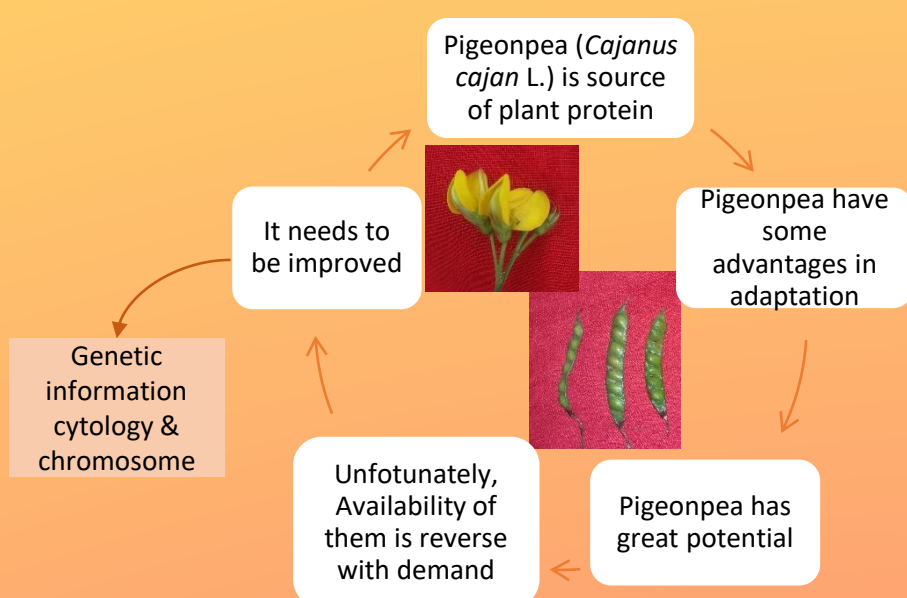 Pigeonpea (Cajanus
cajan L.) is source
of plant protein
Pigeonpea have
some
advantages in
adaptation
Pigeonpea has
great potential
Unfotunately,
Availability of
them is reverse
with demand
It needs to
be improved
Genetic
information
cytology &
chromosome